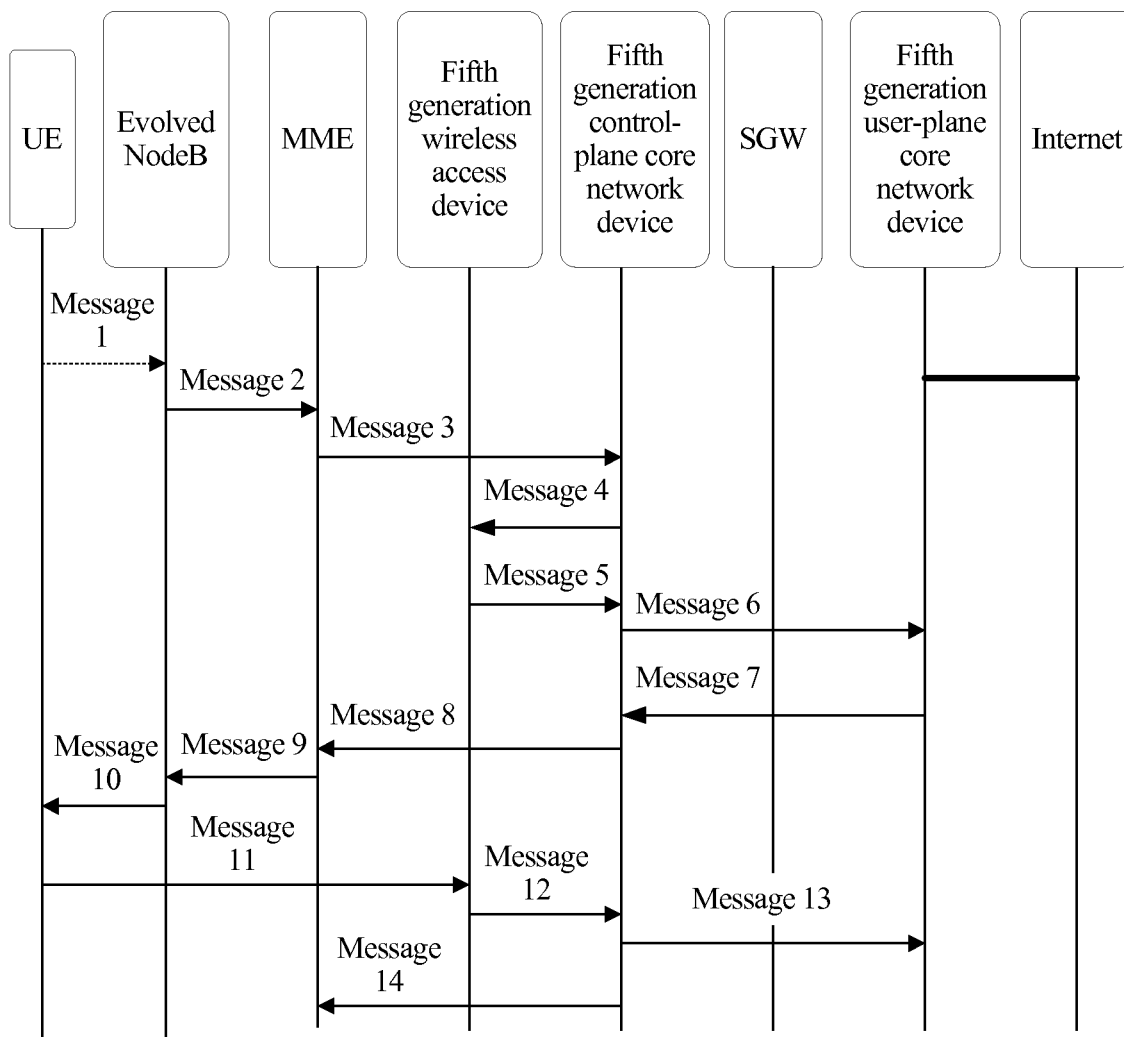 UE
Evolved
NodeB
MME
Fifth
generation
wireless
access
device
Fifth
generation
control-
plane core
network
device
SGW
Fifth
generation
user-plane
core
network
device
Internet
Message
1
Message 2
Message 3
Message 4
Message 5
Message 6
Message 7
Message 8
Message 9
Message
10
Message
11
Message
12
Message 13
Message
14